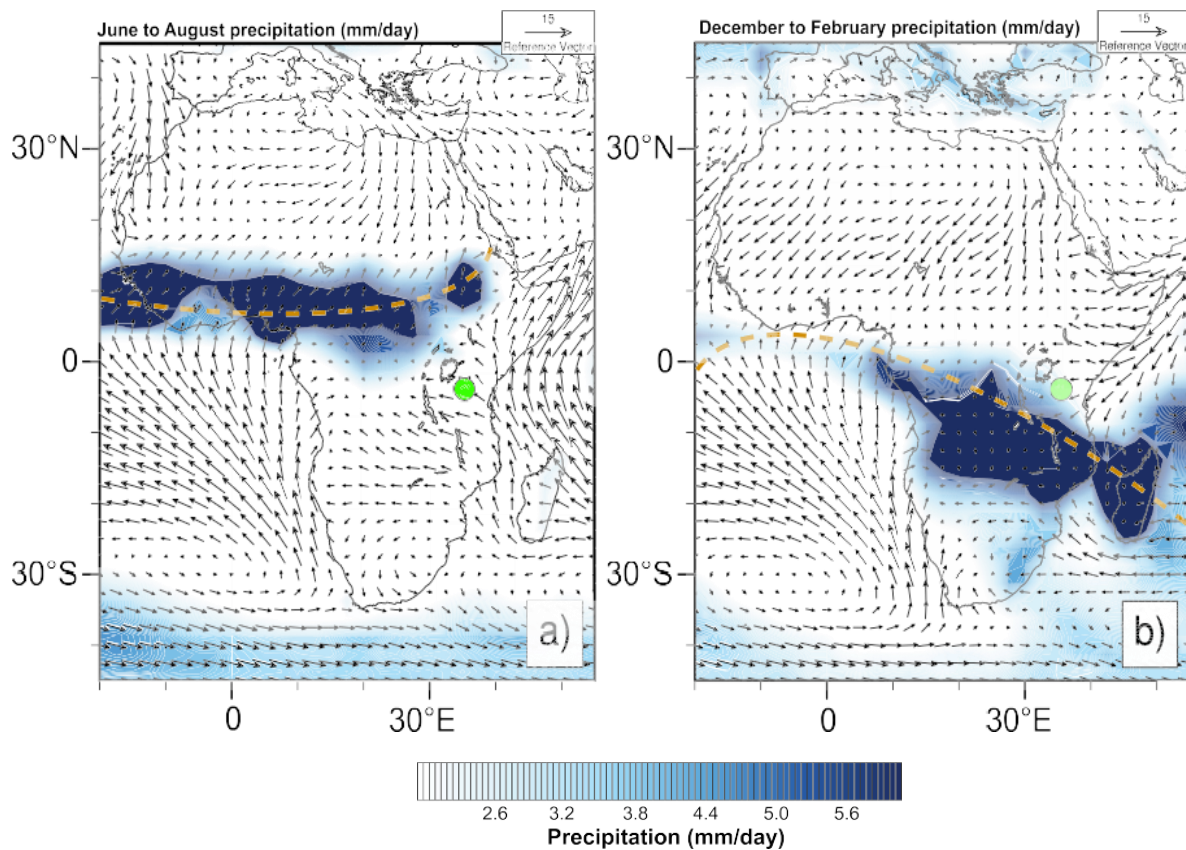 June to August precipitation (mm/day)
15
Reference Vector
30°N
0
30°S
a)
0
30°E
December to February precipitation (mm/day)
15
Reference Vector
30°N
0
30°S
b)
0
30°E
2.6 3.2 3.8 4.4 5.0 5.6
Precipitation (mm/day)